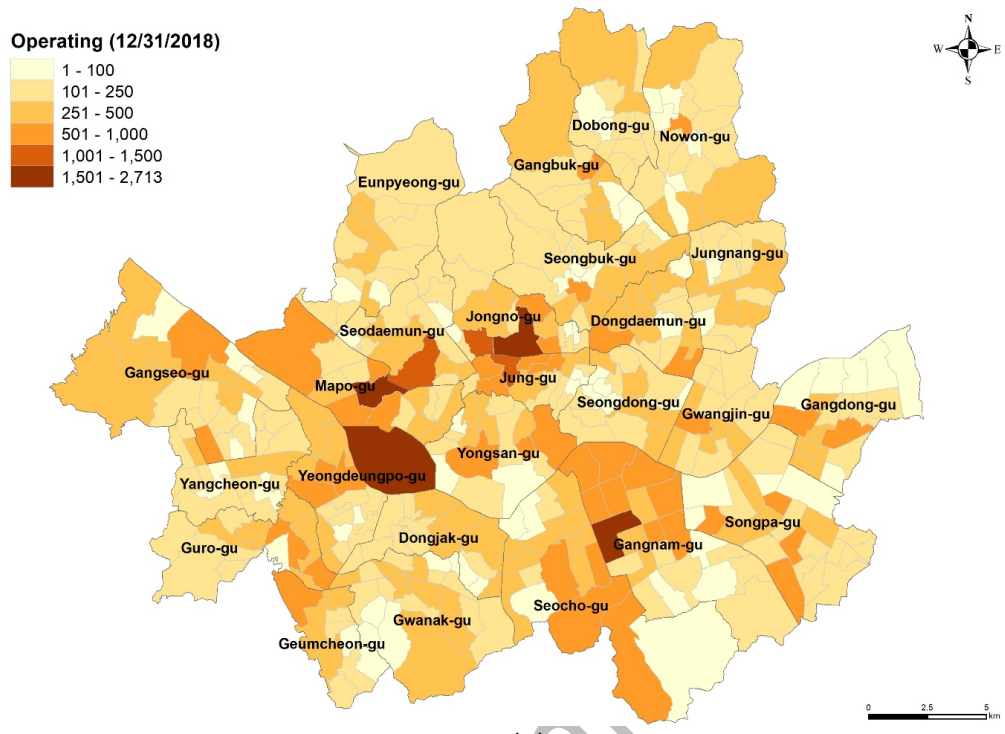 Operating (12/31/2018)
1 - 100
101 - 250
251 - 500
501 - 1,000
1,001 - 1,500
1,501 - 2,713
N
W E
S
Dobong-gu
Nowon-gu
Gangbuk-gu
Eunpyeong-gu
Seongbuk-gu
Jungnang-gu
Jongno-gu
Dongdaemun-gu
Seodaemun-gu
Gangseo-gu
Mapo-gu
Jung-gu
Seongdong-gu
Gwangjin-gu
Gangdong-gu
Yongsan-gu
Yangcheon-gu
Yeongdeungpo-gu
Songpa-gu
Dongjak-gu
Gangnam-gu
Guro-gu
Seocho-gu
Gwanak-gu
Geumcheon-gu
0 2.5 5
km